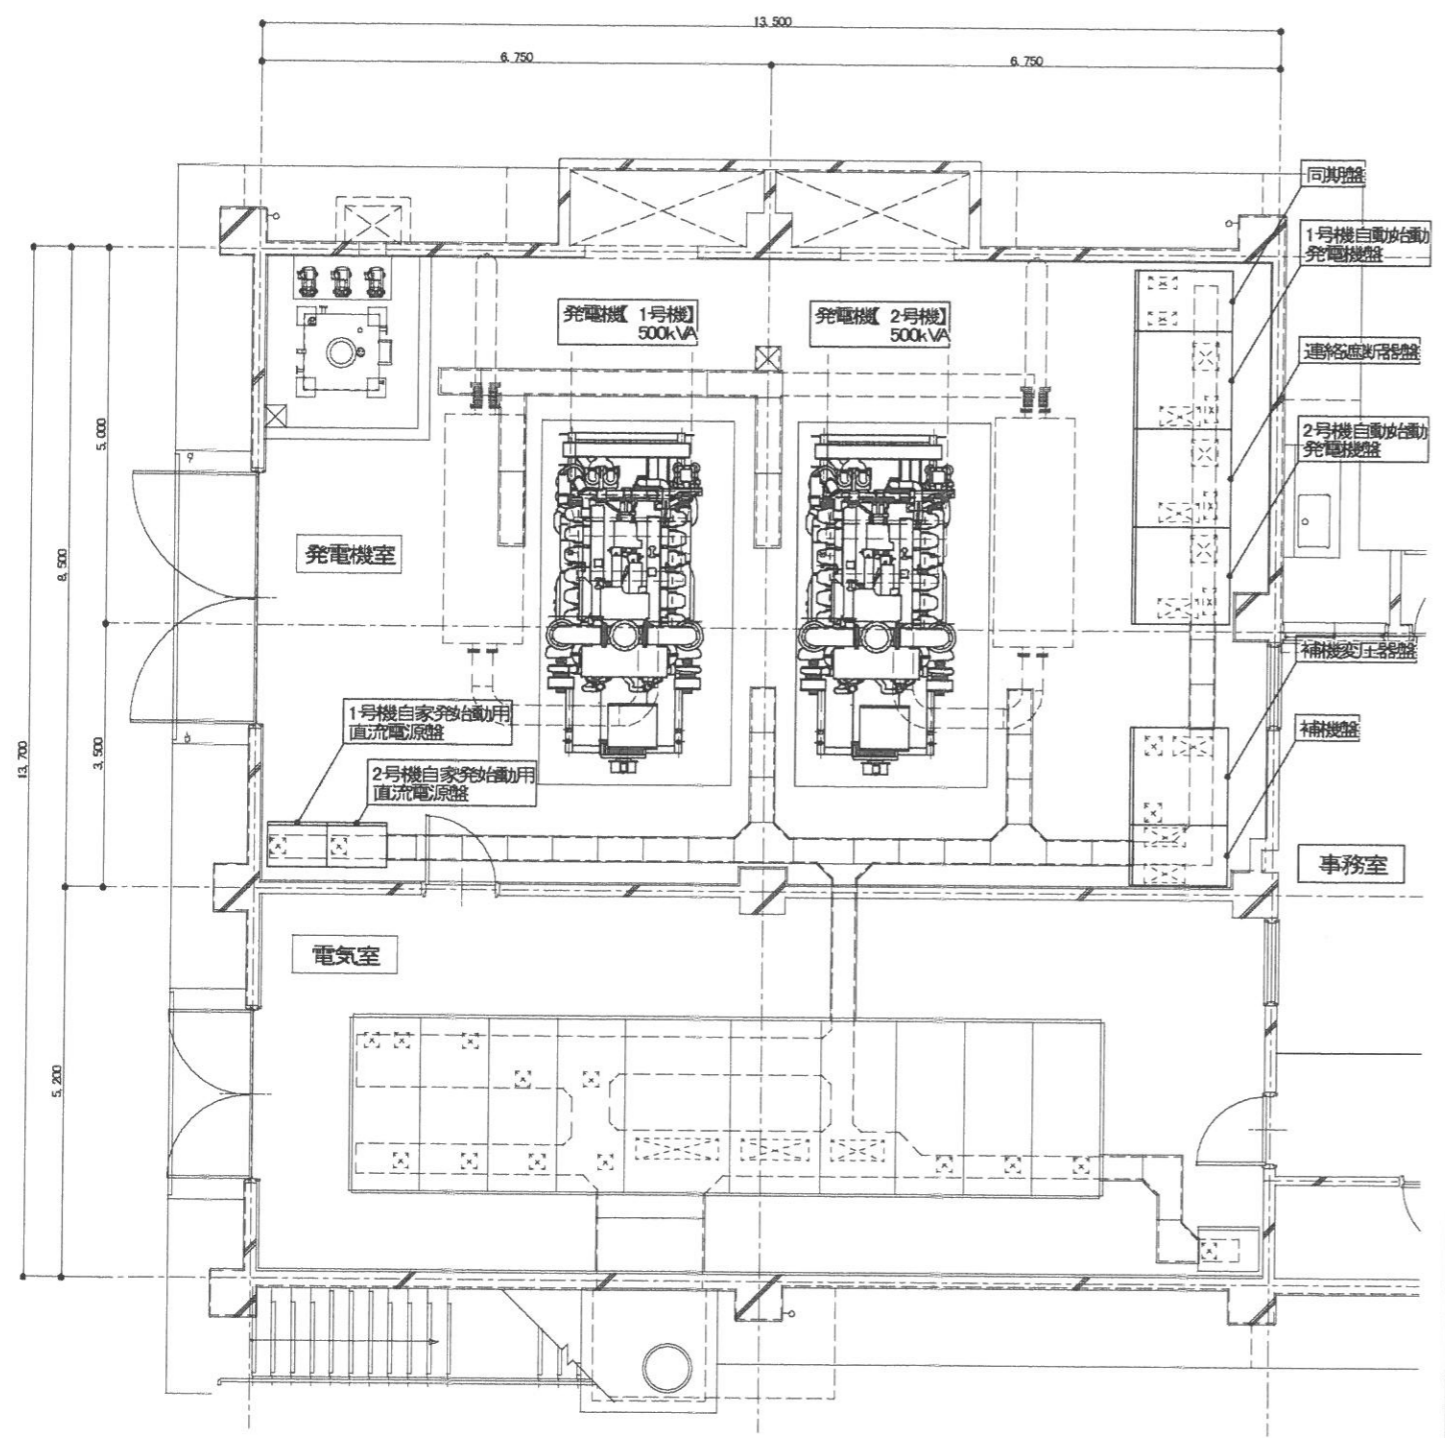 13,500
6,750
6,750
同期盤
1号機自動始動
発電機盤
連絡遮断器盤
2号機自動始動
発電機盤
発電機【 1号機】
500kVA
発電機【 2号機】
500kVA
5,000
8,500
13,700
3,500
5,200
発電機室
1号機自家発始動用
直流電源盤
2号機自家発始動用
直流電源盤
補機変圧器盤
補機盤
事務室
電気室